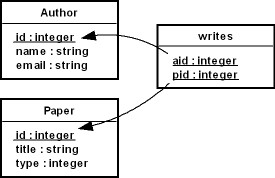 Author
id : integer
name : string
email : string
writes
aid : integer
pid : integer
Paper
id : integer
title : string
type : integer